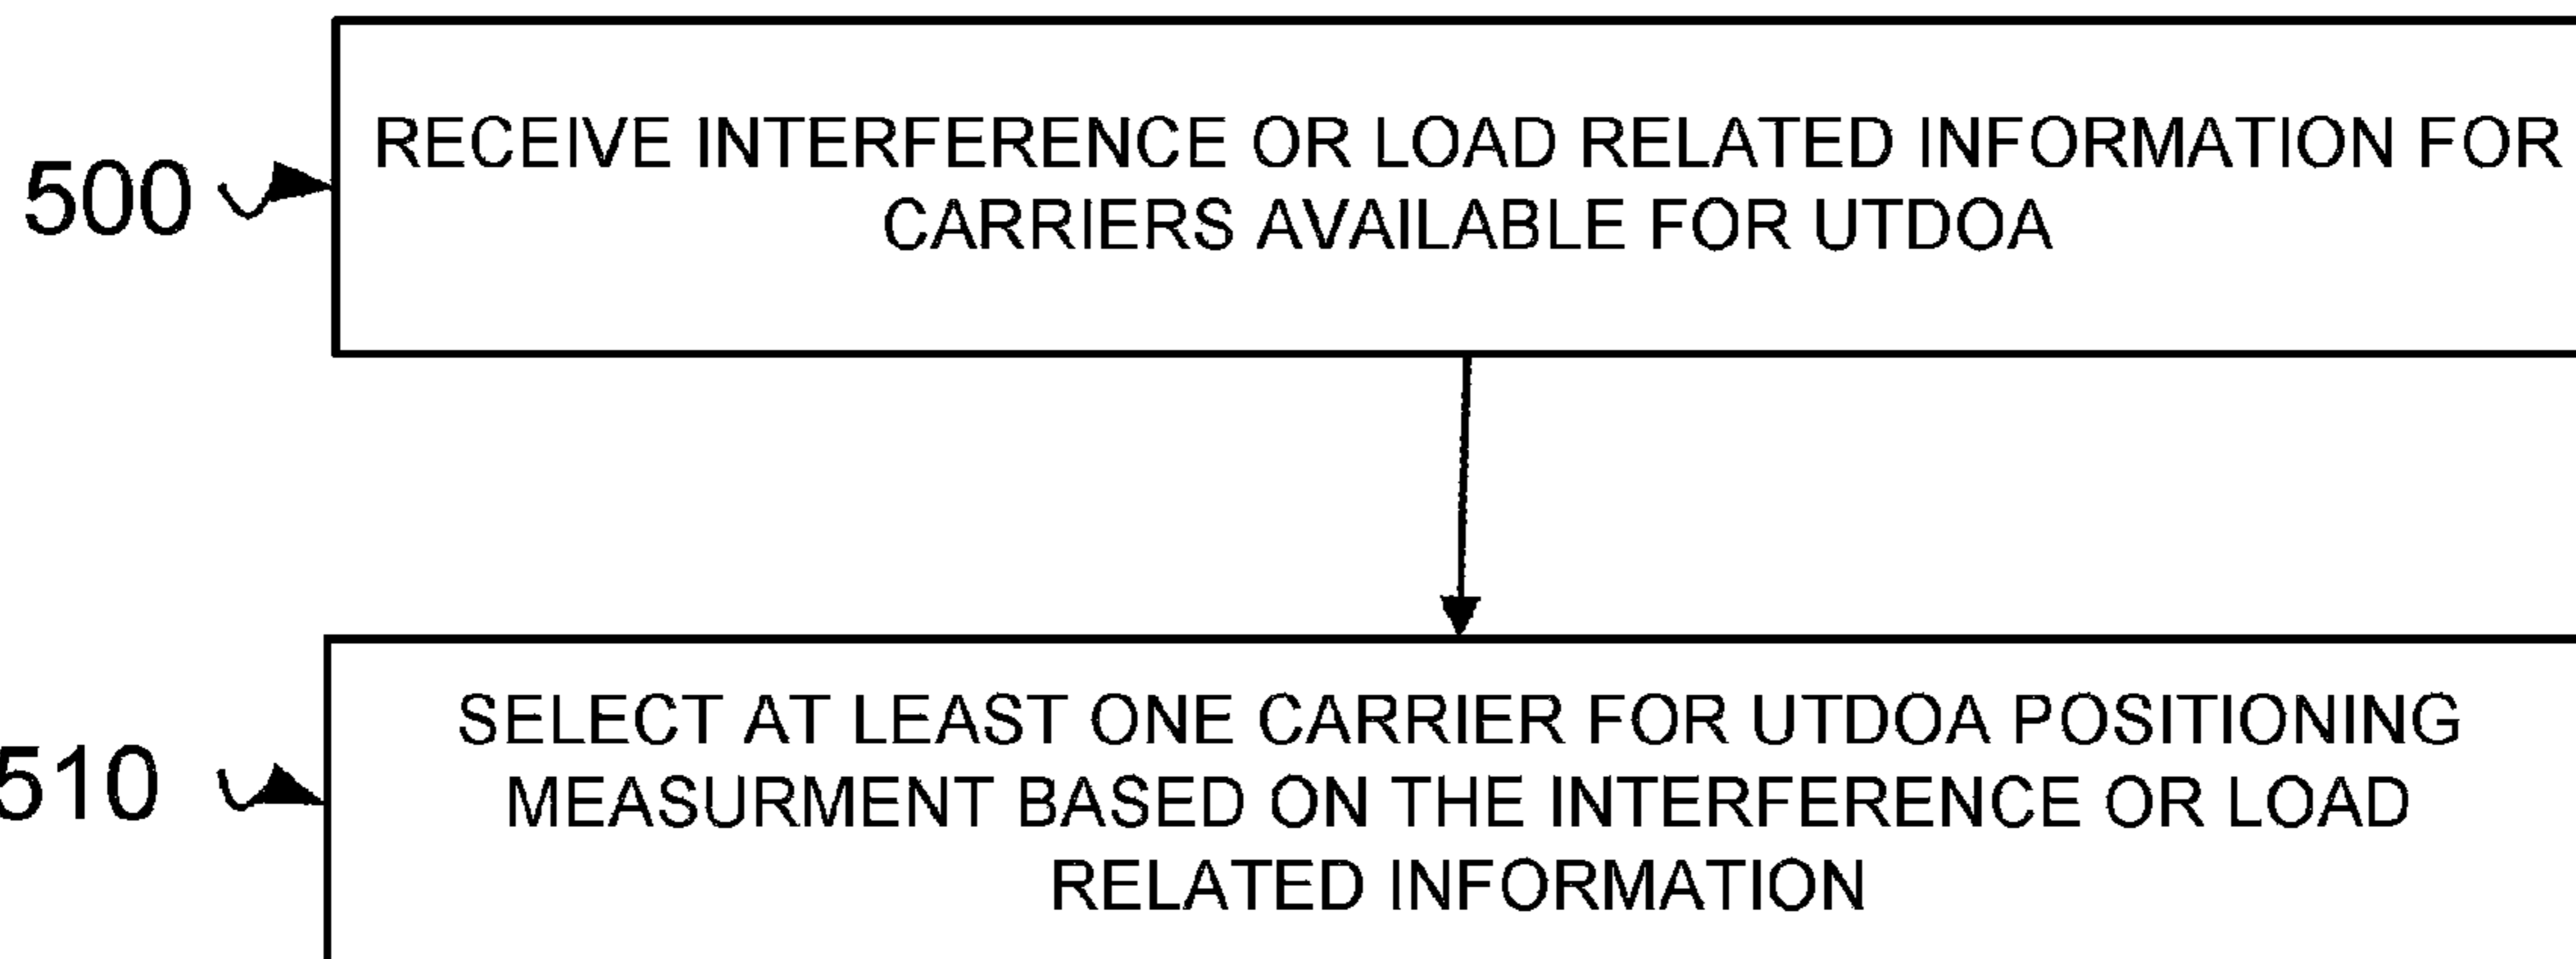 500
RECEIVE INTERFERENCE OR LOAD RELATED INFORMATION FOR
CARRIERS AVAILABLE FOR UTDOA
510
SELECT AT LEAST ONE CARRIER FOR UTDOA POSITIONING
MEASURMENT BASED ON THE INTERFERENCE OR LOAD
RELATED INFORMATION